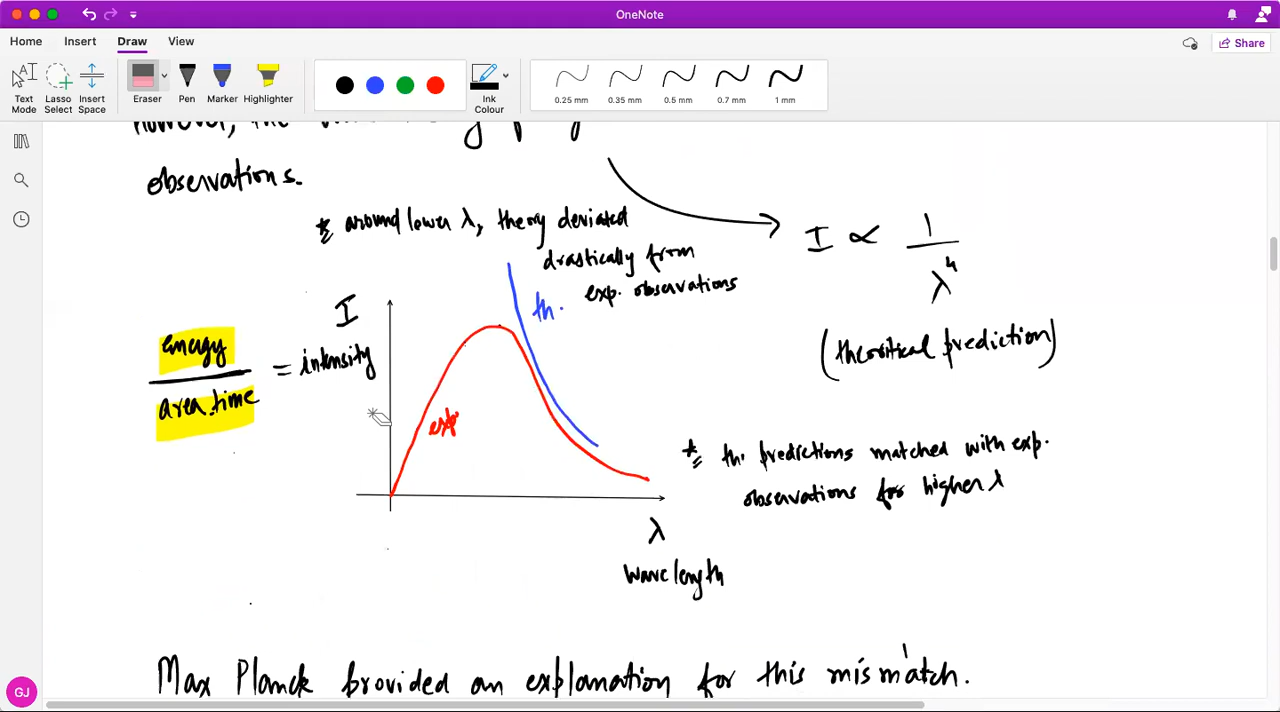 OneNote
Home Insert Draw View
Share
Text Mode
Lasso Select
Insert Space
Eraser
Pen
Marker
Highlighter
Ink Colour
0.25 mm
0.35 mm
0.5 mm
0.7 mm
1 mm
however, the
observations.
* around lower λ, theory deviated
drastically from
exp. observations
I ∝ 1/λ⁴
(theoritical prediction)
I
th.
energy
area.time
= intensity
exp
* th. predictions matched with exp.
observations for higher λ
λ
wavelength
Max Planck provided an explanation for this mismatch.
GJ